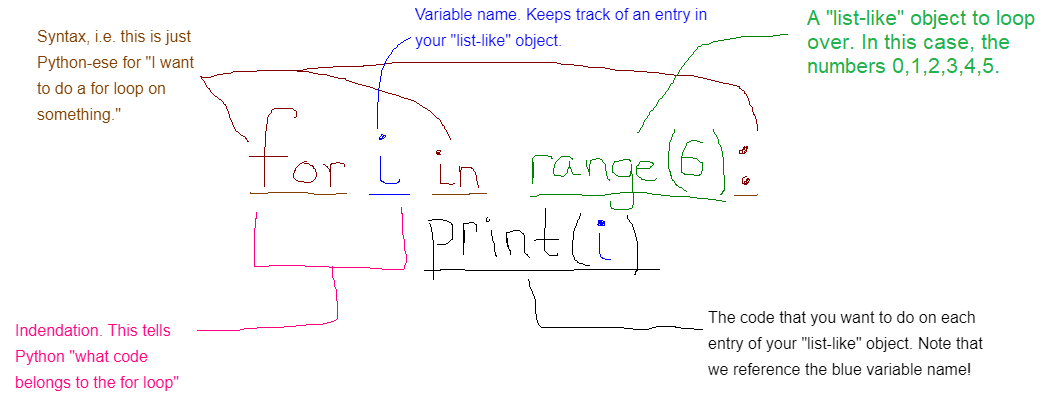 Syntax, i.e. this is just
Python-ese for "I want
to do a for loop on
something."
Variable name. Keeps track of an entry in
your "list-like" object.
A "list-like" object to loop
over. In this case, the
numbers 0,1,2,3,4,5.
for i in range(6):
print(i)
Indentation. This tells
Python "what code
belongs to the for loop"
The code that you want to do on each
entry of your "list-like" object. Note that
we reference the blue variable name!